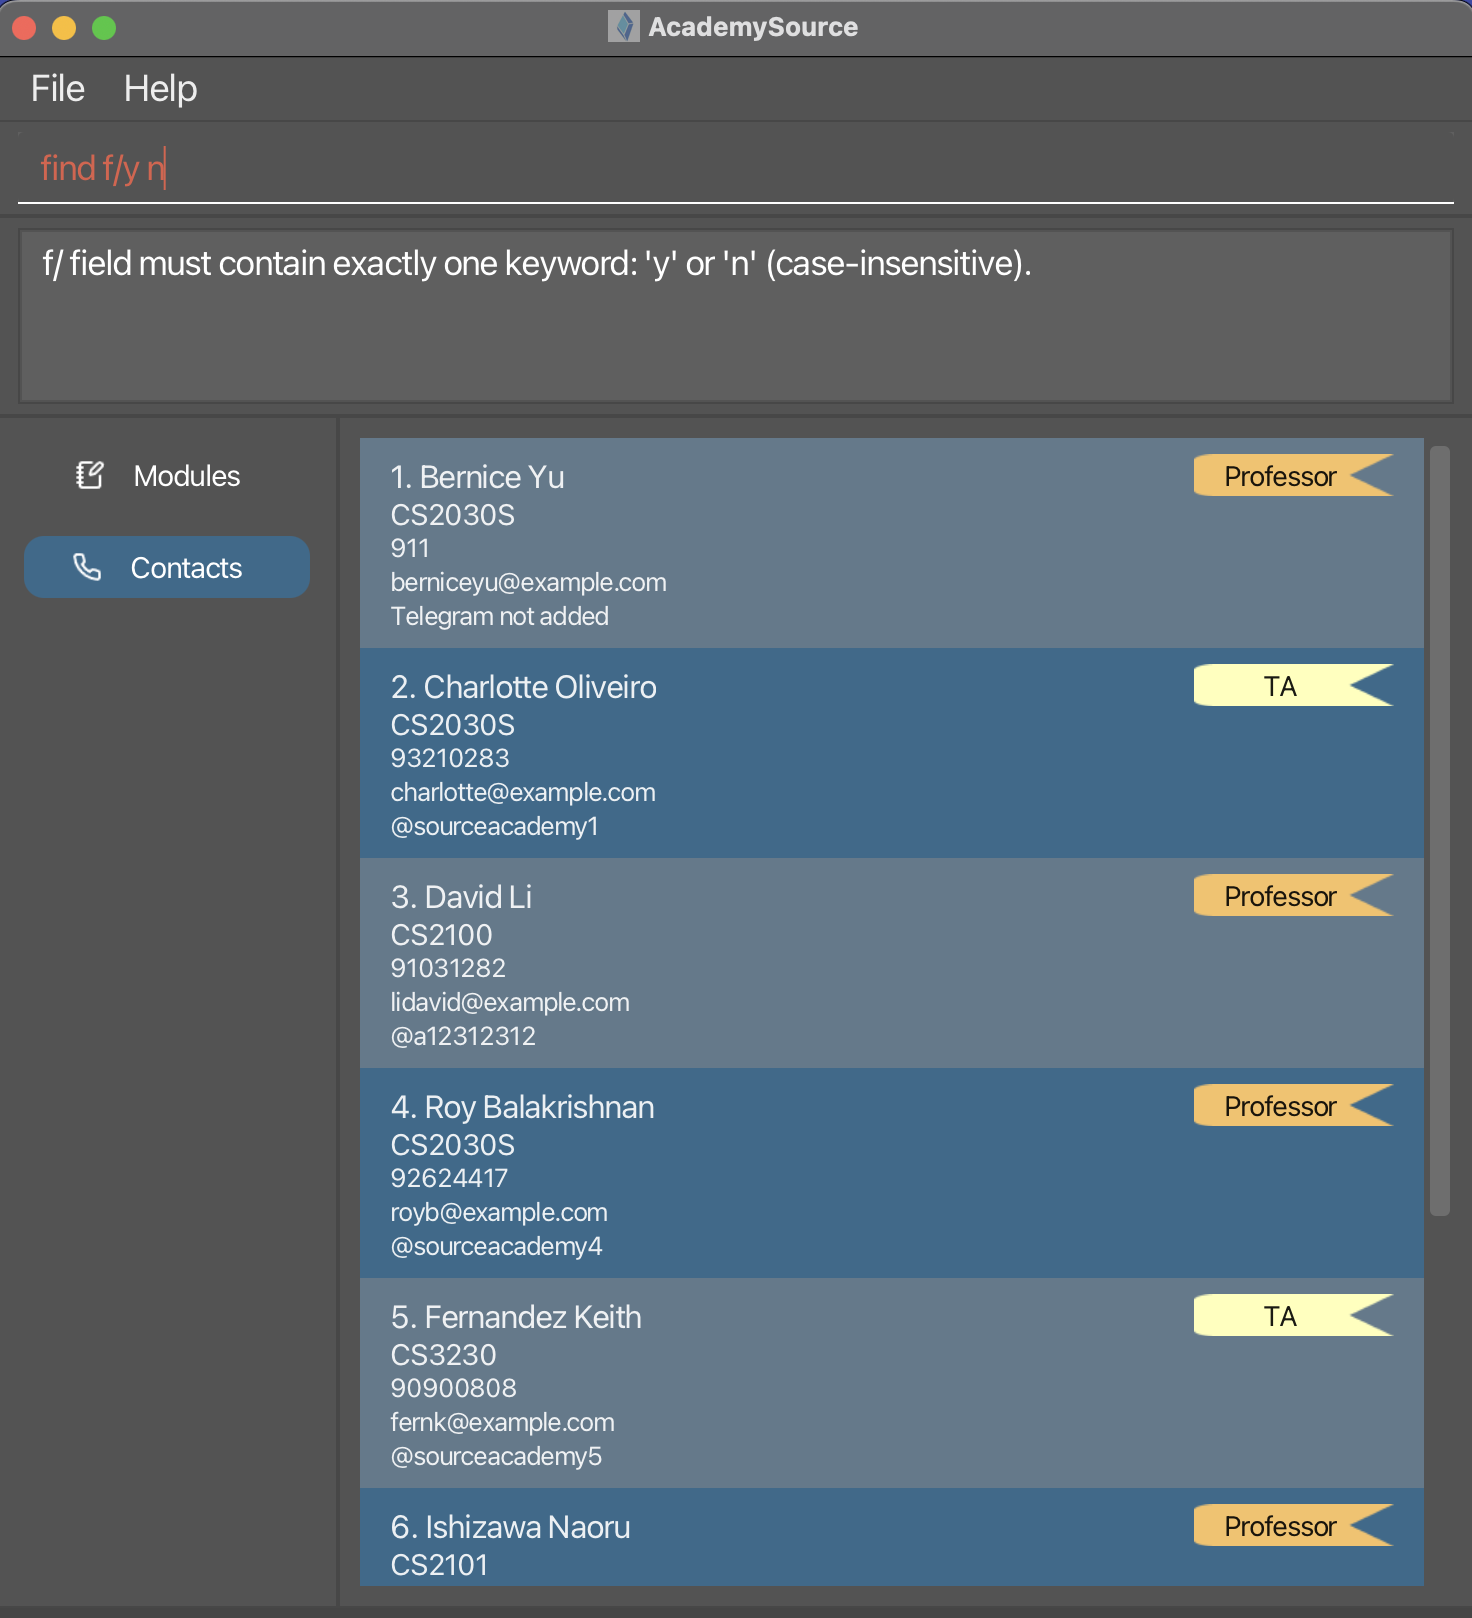 AcademySource
File Help
find f/y n
f/ field must contain exactly one keyword: 'y' or 'n' (case-insensitive).
Modules
Contacts
1. Bernice Yu
Professor
CS2030S
911
berniceyu@example.com
Telegram not added
2. Charlotte Oliveiro
TA
CS2030S
93210283
charlotte@example.com
@sourceacademy1
3. David Li
Professor
CS2100
91031282
lidavid@example.com
@a12312312
4. Roy Balakrishnan
Professor
CS2030S
92624417
royb@example.com
@sourceacademy4
5. Fernandez Keith
TA
CS3230
90900808
fernk@example.com
@sourceacademy5
6. Ishizawa Naoru
Professor
CS2101